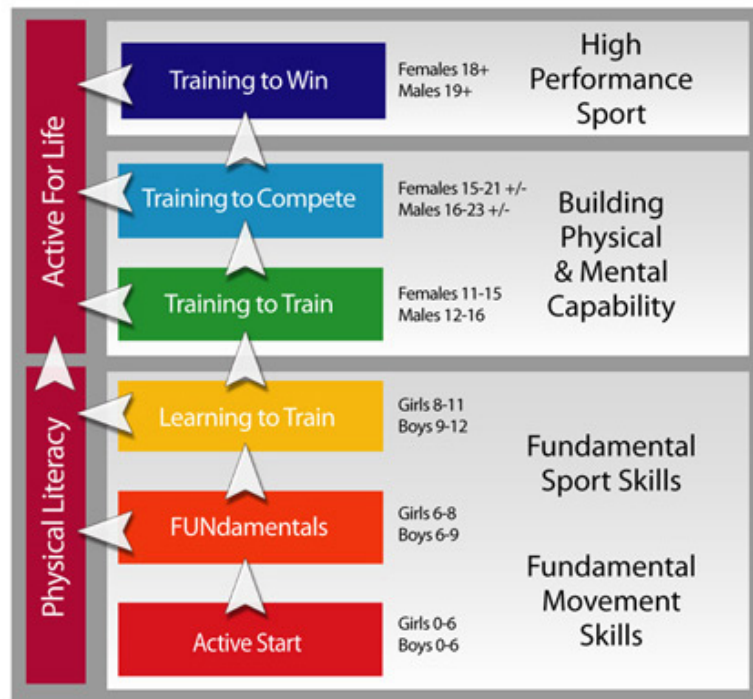 Active For Life
Training to Win
Females 18+
Males 19+
High
Performance
Sport
Training to Compete
Females 15-21 +/-
Males 16-23 +/-
Building
Physical
& Mental
Capability
Training to Train
Females 11-15
Males 12-16
Physical Literacy
Learning to Train
Girls 8-11
Boys 9-12
Fundamental
Sport Skills
FUNdamentals
Girls 6-8
Boys 6-9
Fundamental
Movement
Skills
Active Start
Girls 0-6
Boys 0-6